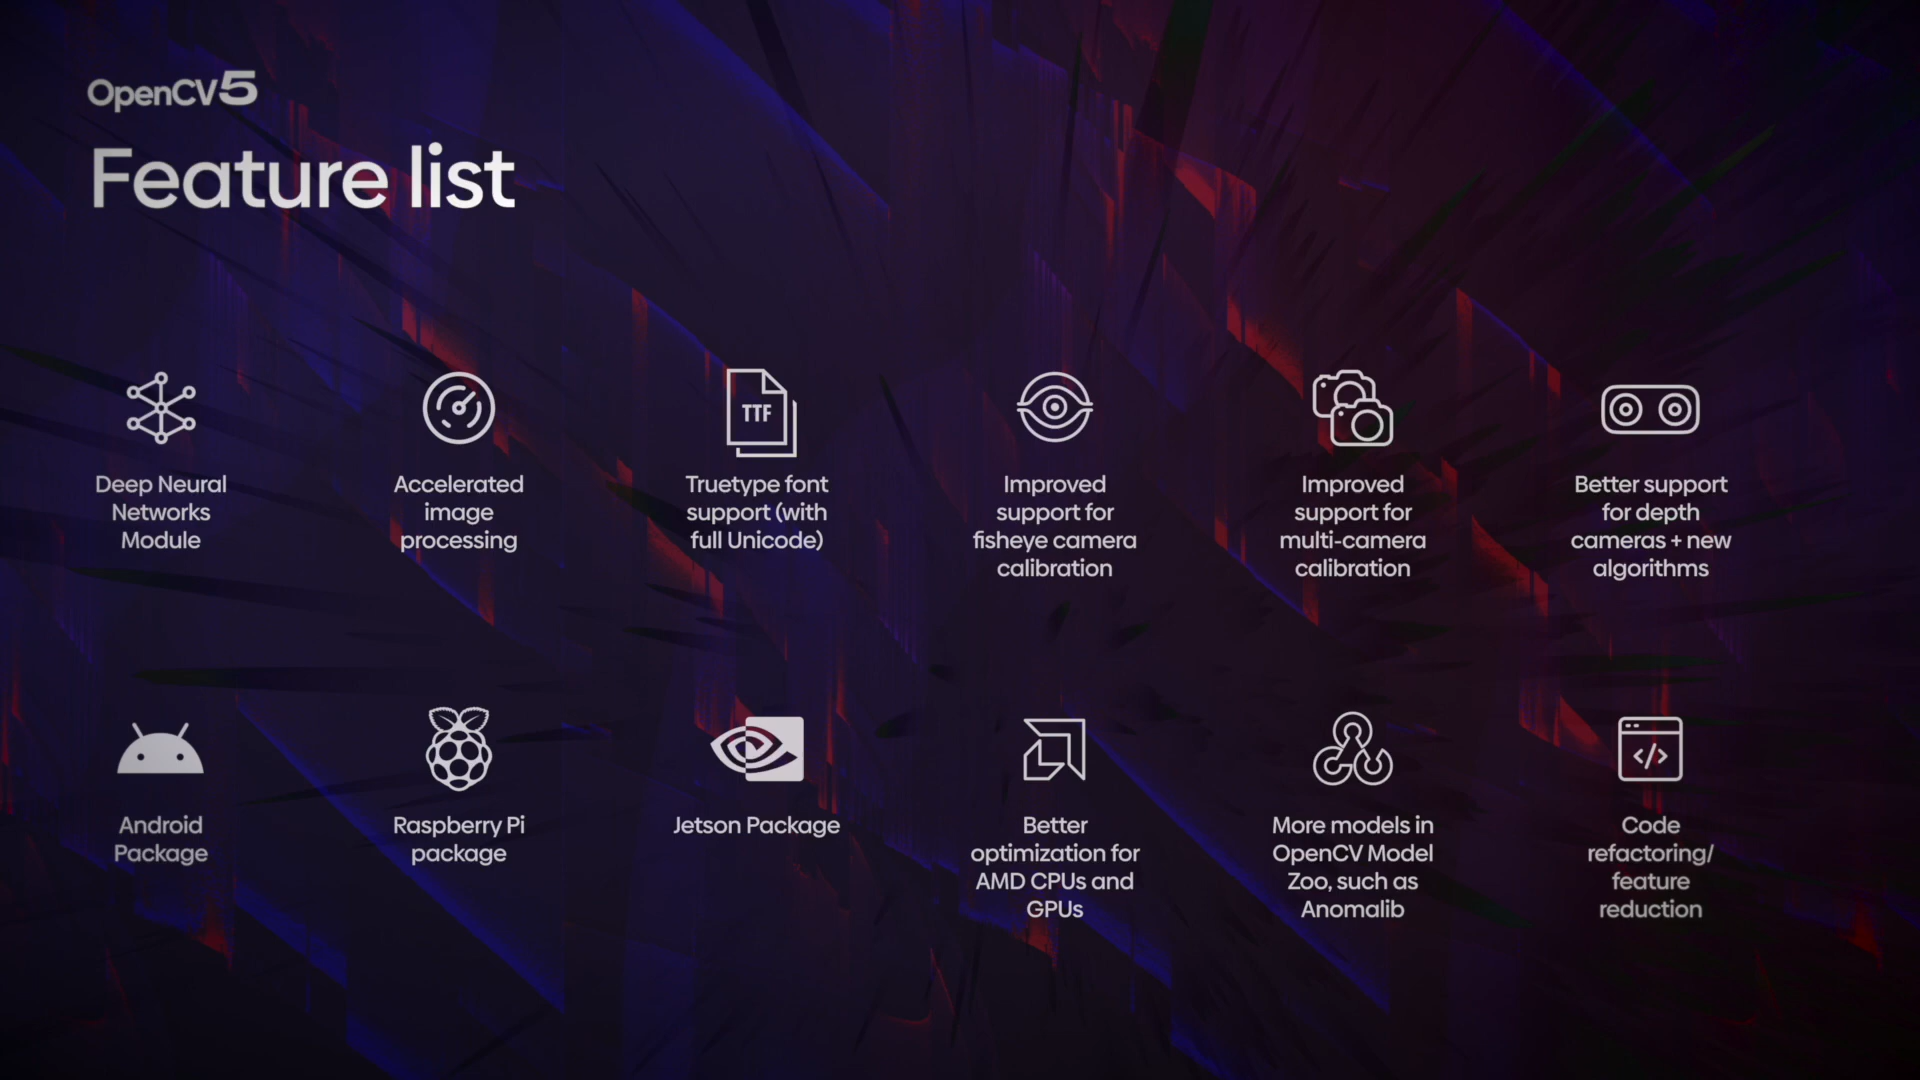 OpenCV5
Feature list
Deep Neural
Networks
Module
Accelerated
image
processing
TTF
Truetype font
support (with
full Unicode)
Improved
support for
fisheye camera
calibration
Improved
support for
multi-camera
calibration
Better support
for depth
cameras + new
algorithms
Android
Package
Raspberry Pi
package
Jetson Package
Better
optimization for
AMD CPUs and
GPUs
More models in
OpenCV Model
Zoo, such as
Anomalib
</>
Code
refactoring/
feature
reduction